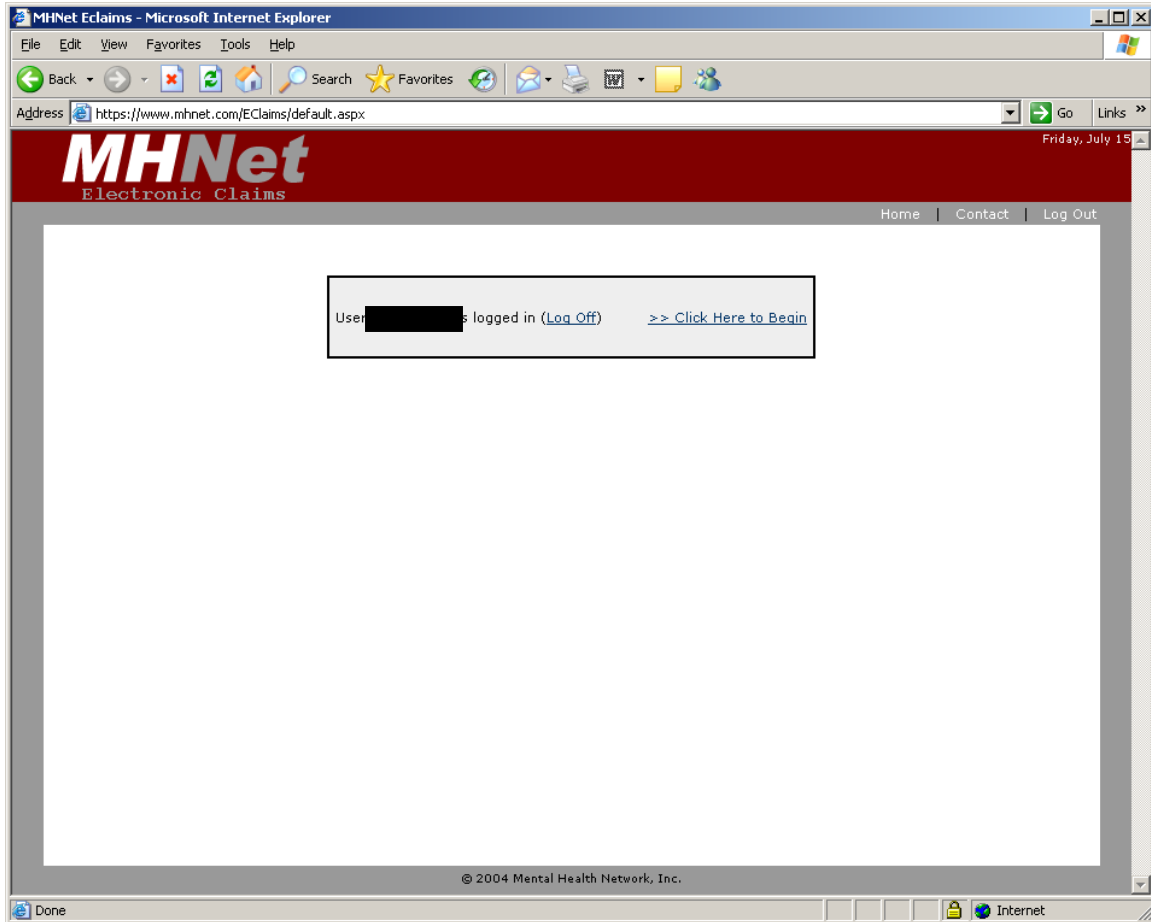 MHNet Eclaims - Microsoft Internet Explorer
File Edit View Favorites Tools Help
Back Search Favorites
Address https://www.mhnet.com/EClaims/default.aspx Go Links »
Friday, July 15
MHNet
Electronic Claims
Home | Contact | Log Out
User s logged in (Log Off) >> Click Here to Begin
© 2004 Mental Health Network, Inc.
Done Internet